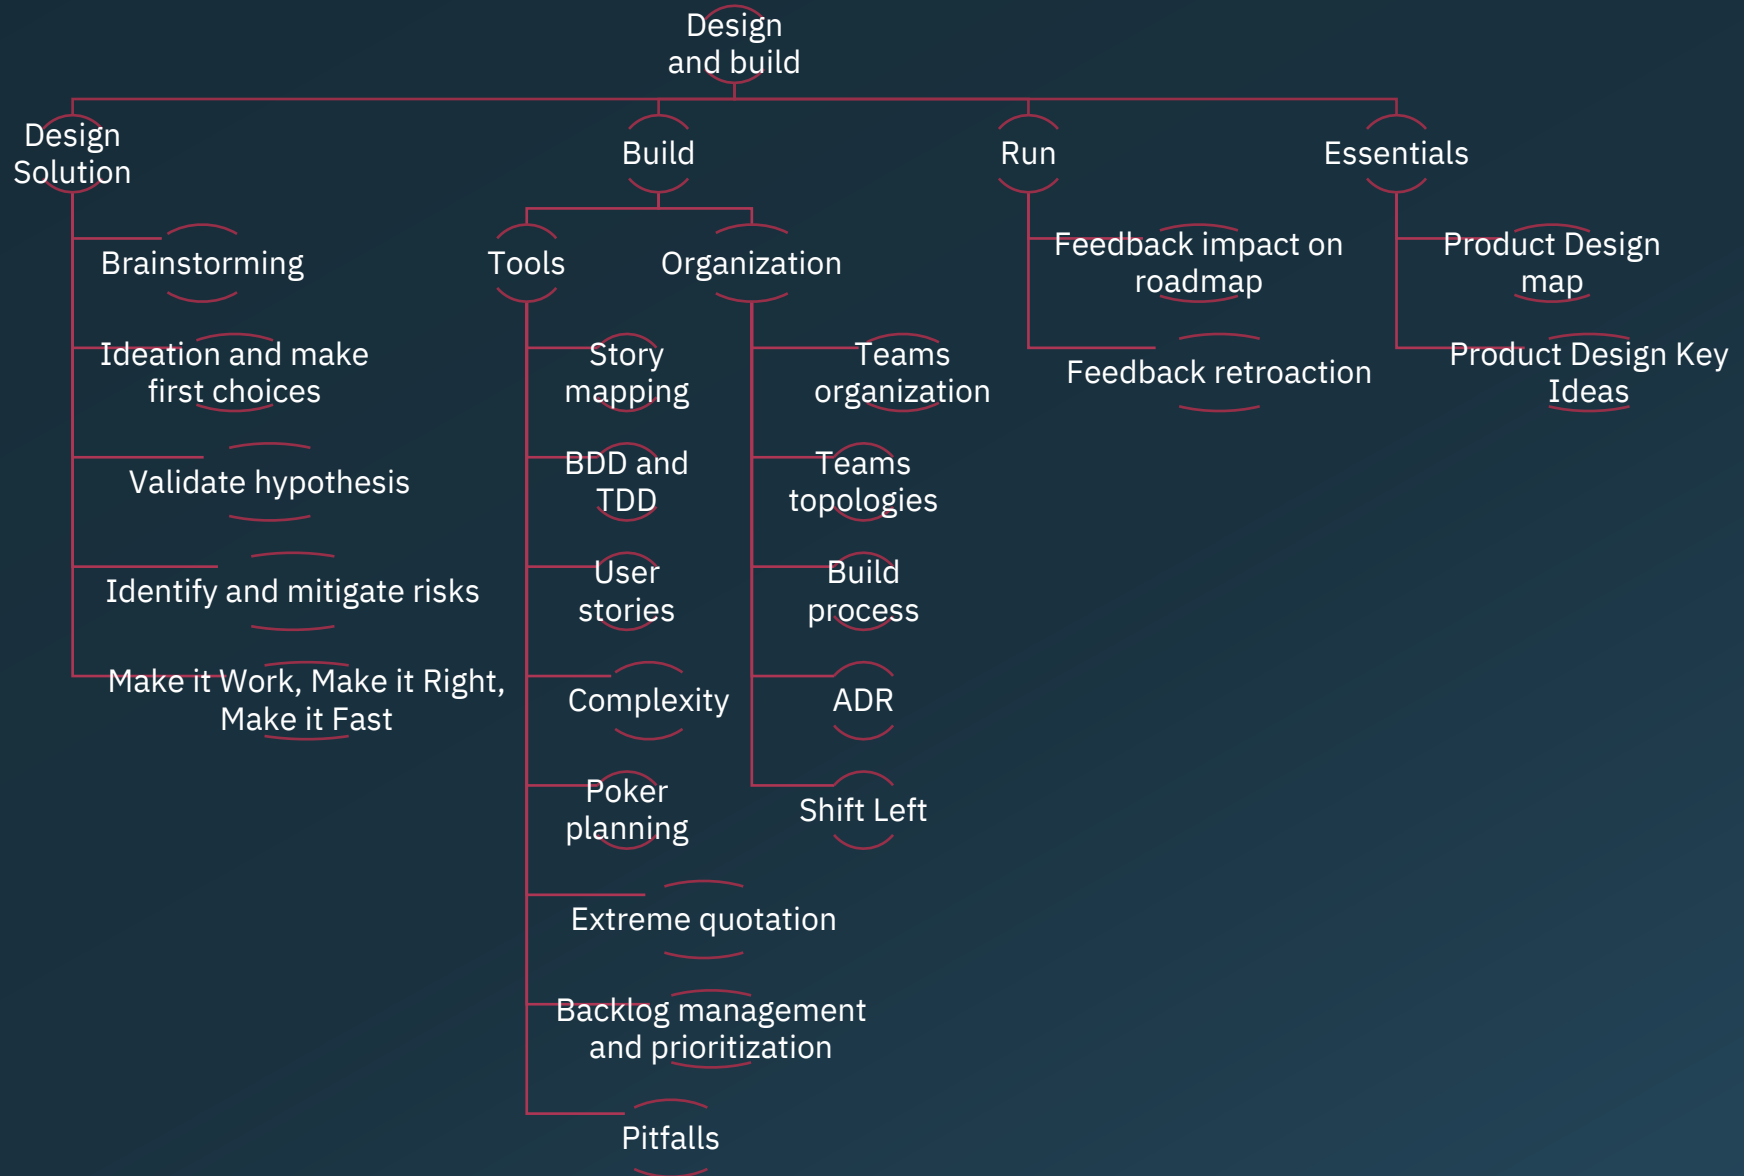 Design
and build
Design
Solution
Brainstorming
Ideation and make
first choices
Validate hypothesis
Identify and mitigate risks
Make it Work, Make it Right,
Make it Fast
Build
Tools
Story
mapping
BDD and
TDD
User
stories
Complexity
Poker
planning
Extreme quotation
Backlog management
and prioritization
Pitfalls
Organization
Teams
organization
Teams
topologies
Build
process
ADR
Shift Left
Run
Feedback impact on
roadmap
Feedback retroaction
Essentials
Product Design
map
Product Design Key
Ideas